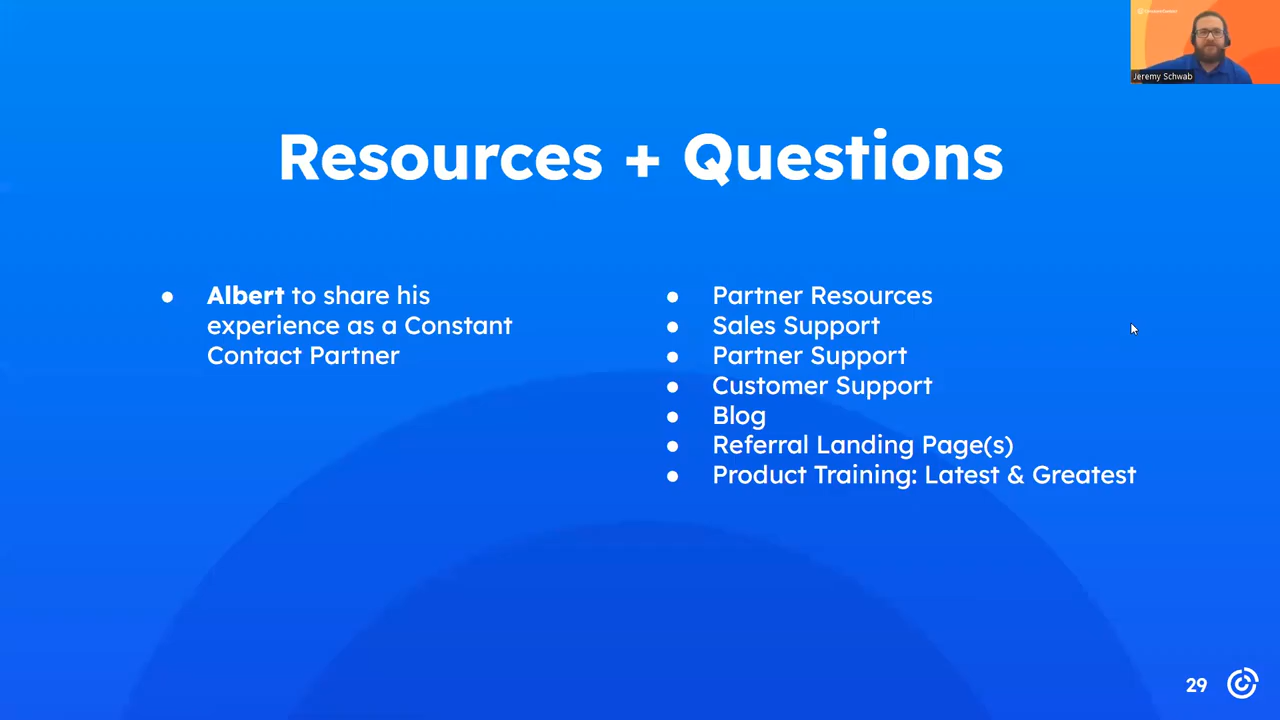 Jeremy Schwab
Resources + Questions
● Albert to share his
experience as a Constant
Contact Partner
● Partner Resources
● Sales Support
● Partner Support
● Customer Support
● Blog
● Referral Landing Page(s)
● Product Training: Latest & Greatest
29